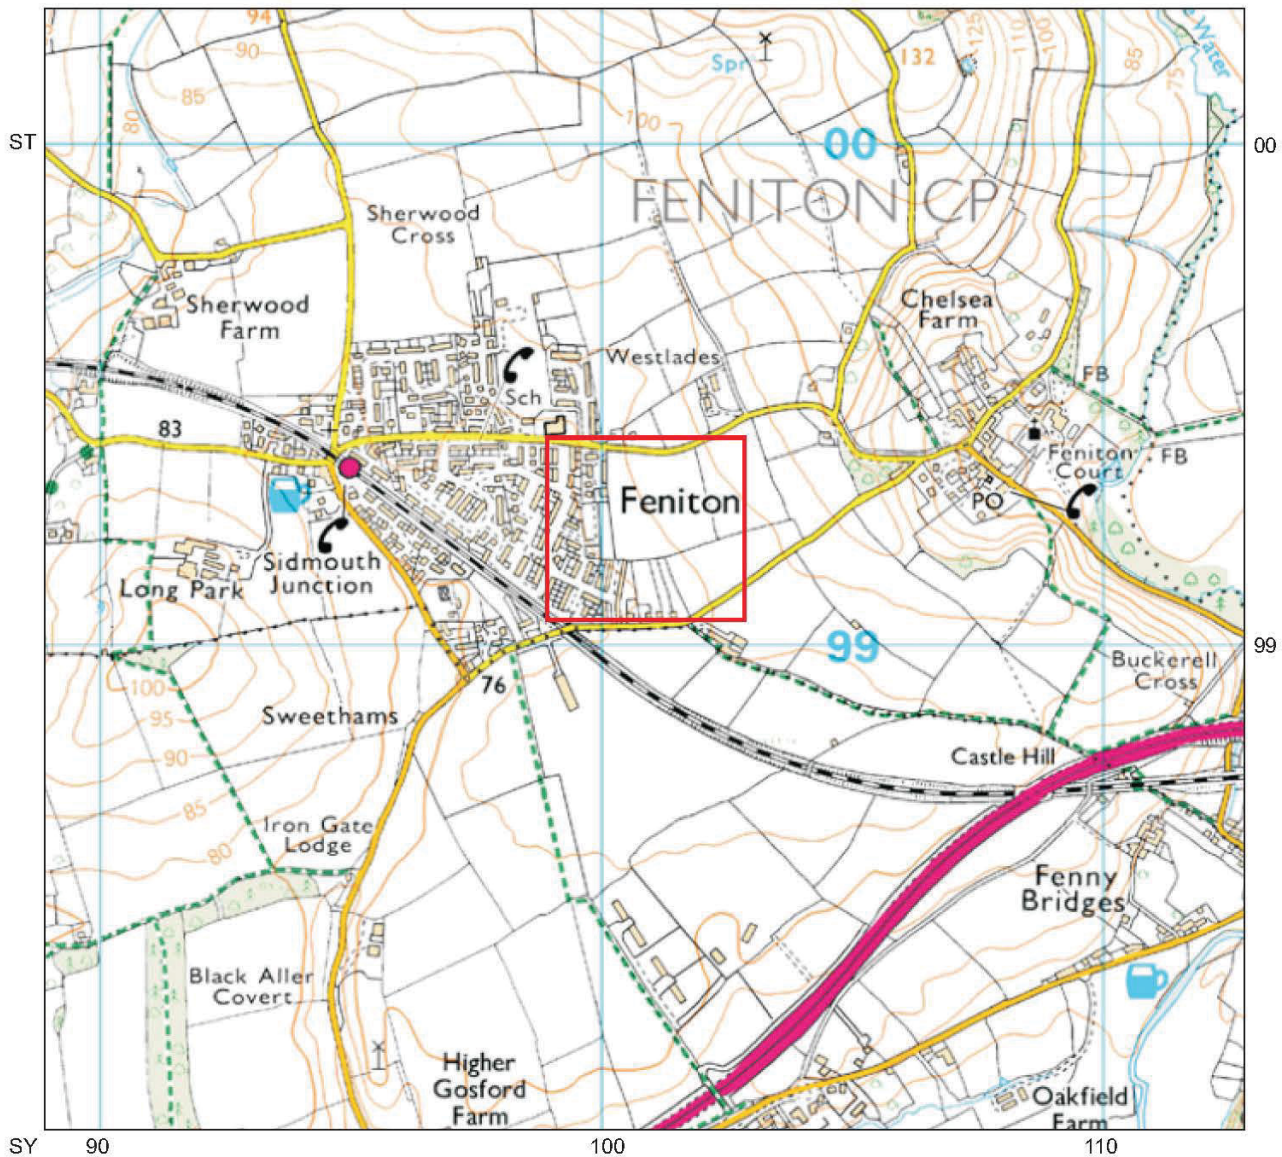 94
90
132
125
110
100
85
75
Water
Spr
85
80
100
ST
00
00
FENITON CP
Sherwood
Cross
Sherwood
Farm
Chelsea
Farm
Westlades
FB
Sch
83
Feniton
Court
FB
Feniton
PO
Sidmouth
Junction
Long Park
99
99
Buckerell
Cross
100
76
95
Sweethams
90
Castle Hill
85
Iron Gate
Lodge
80
Fenny
Bridges
Black Aller
Covert
Higher
Gosford
Farm
Oakfield
Farm
SY
90
100
110